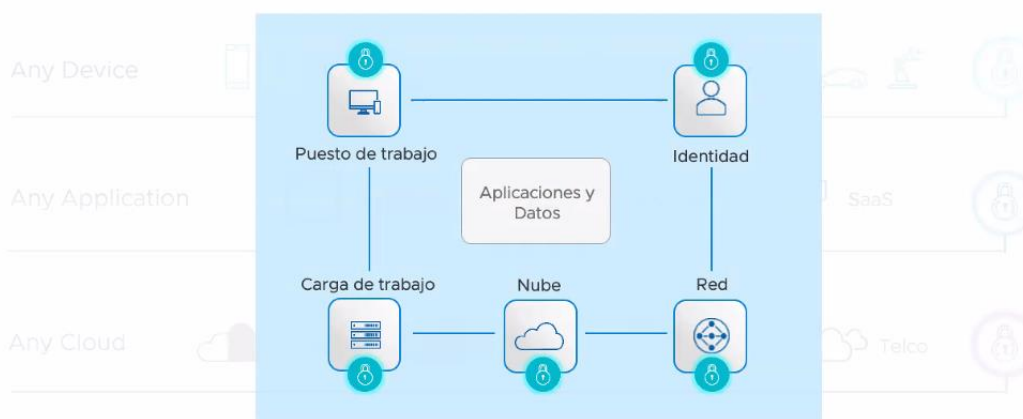 Any Device
Puesto de trabajo
Identidad
Any Application
Aplicaciones y
Datos
SaaS
Carga de trabajo
Nube
Red
Any Cloud
Telco